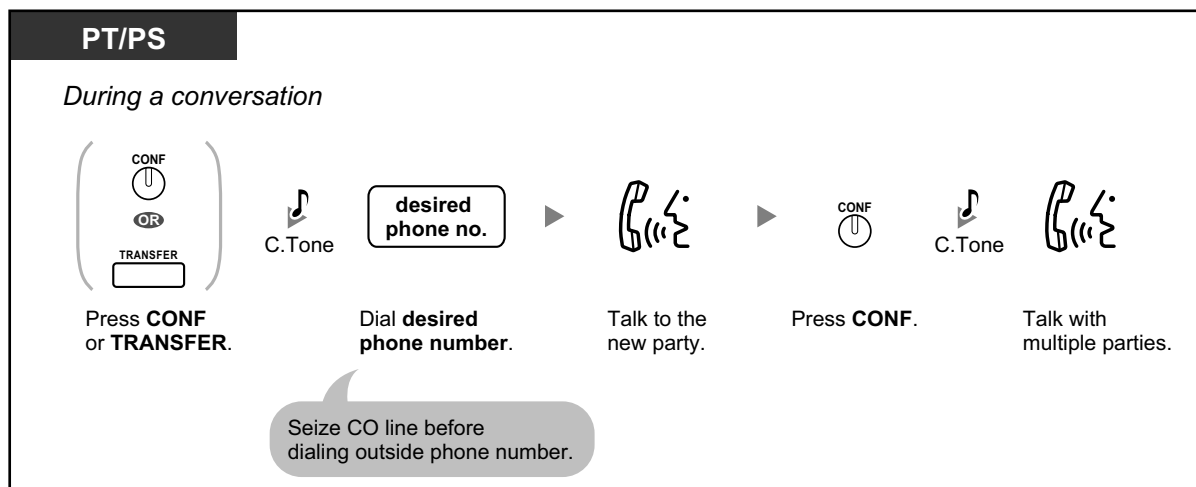 PT/PS
During a conversation
CONF
OR
TRANSFER
C.Tone
desired
phone no.
CONF
C.Tone
Press CONF
or TRANSFER.
Dial desired
phone number.
Talk to the
new party.
Press CONF.
Talk with
multiple parties.
Seize CO line before
dialing outside phone number.